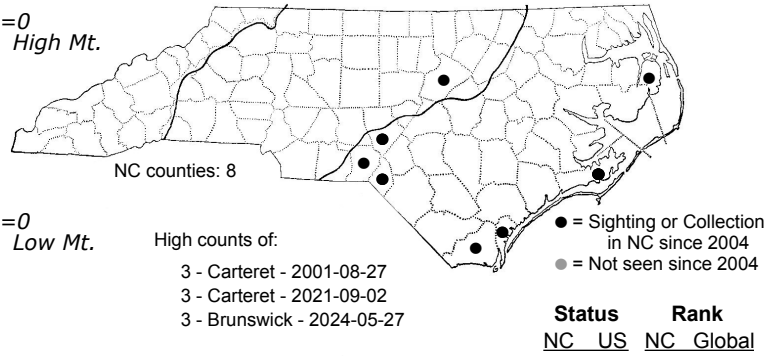 =0
High Mt.
NC counties: 8
=0
Low Mt.
High counts of:
3 - Carteret - 2001-08-27
3 - Carteret - 2021-09-02
3 - Brunswick - 2024-05-27
● = Sighting or Collection
in NC since 2004
● = Not seen since 2004
Status Rank
NC US NC Global